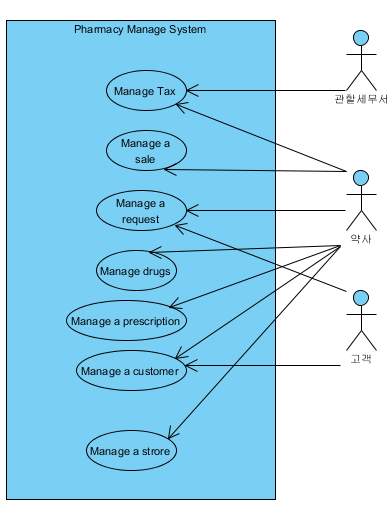 Pharmacy Manage System
Manage Tax
관할세무서
Manage a
sale
Manage a
request
약사
Manage drugs
Manage a prescription
고객
Manage a customer
Manage a strore